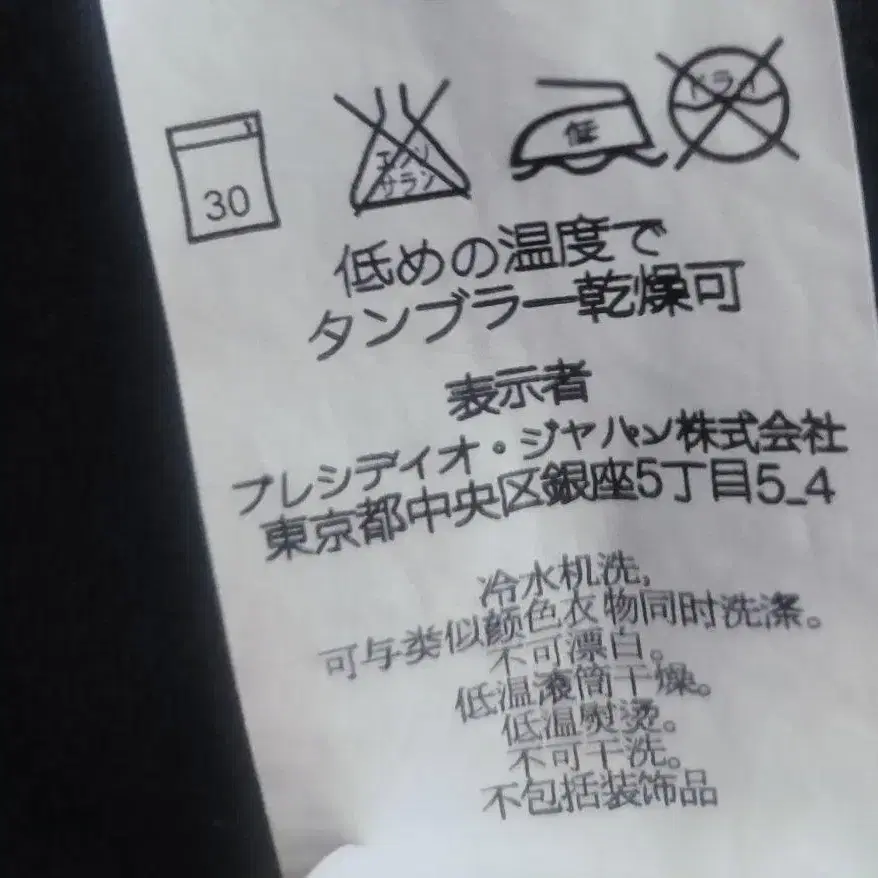 30
エンソ
サラシ
低
ドライ
低めの温度で
タンブラー乾燥可
表示者
プレシディオ・ジャパン株式会社
東京都中央区銀座5丁目5_4
冷水机洗,
可与类似颜色衣物同时洗涤。
不可漂白。
低温滚筒干燥。
低温熨烫。
不可干洗。
不包括装饰品